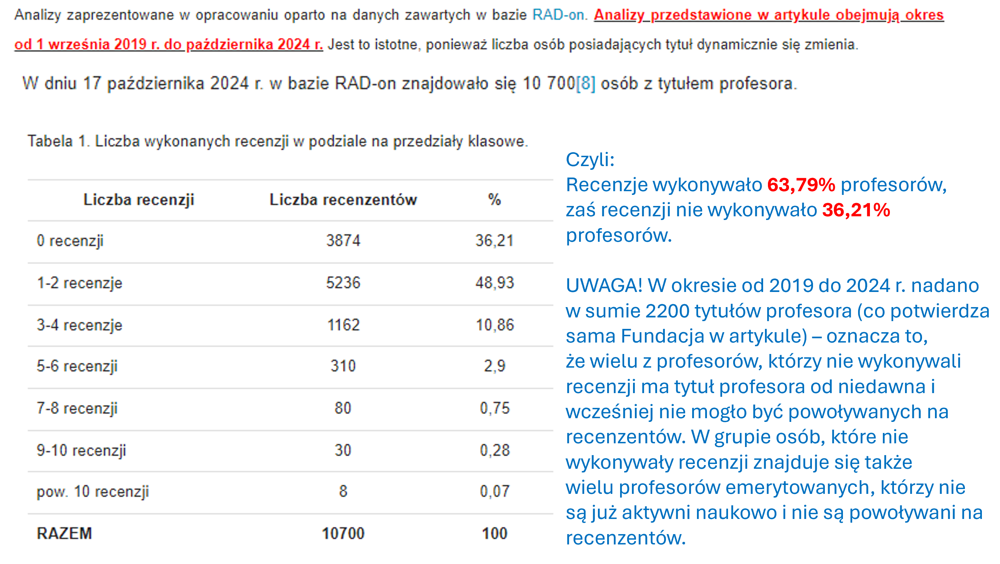 Analizy zaprezentowane w opracowaniu oparto na danych zawartych w bazie RAD-on. Analizy przedstawione w artykule obejmują okres
od 1 września 2019 r. do października 2024 r. Jest to istotne, ponieważ liczba osób posiadających tytuł dynamicznie się zmienia.
W dniu 17 października 2024 r. w bazie RAD-on znajdowało się 10 700[8] osób z tytułem profesora.
Tabela 1. Liczba wykonanych recenzji w podziale na przedziały klasowe.
Liczba recenzji Liczba recenzentów %
0 recenzji 3874 36,21
1-2 recenzje 5236 48,93
3-4 recenzje 1162 10,86
5-6 recenzji 310 2,9
7-8 recenzji 80 0,75
9-10 recenzji 30 0,28
pow. 10 recenzji 8 0,07
RAZEM 10700 100
Czyli:
Recenzje wykonywało 63,79% profesorów,
zaś recenzji nie wykonywało 36,21%
profesorów.
UWAGA! W okresie od 2019 do 2024 r. nadano
w sumie 2200 tytułów profesora (co potwierdza
sama Fundacja w artykule) – oznacza to,
że wielu z profesorów, którzy nie wykonywali
recenzji ma tytuł profesora od niedawna i
wcześniej nie mogło być powoływanych na
recenzentów. W grupie osób, które nie
wykonywały recenzji znajduje się także
wielu profesorów emerytowanych, którzy nie
są już aktywni naukowo i nie są powoływani na
recenzentów.